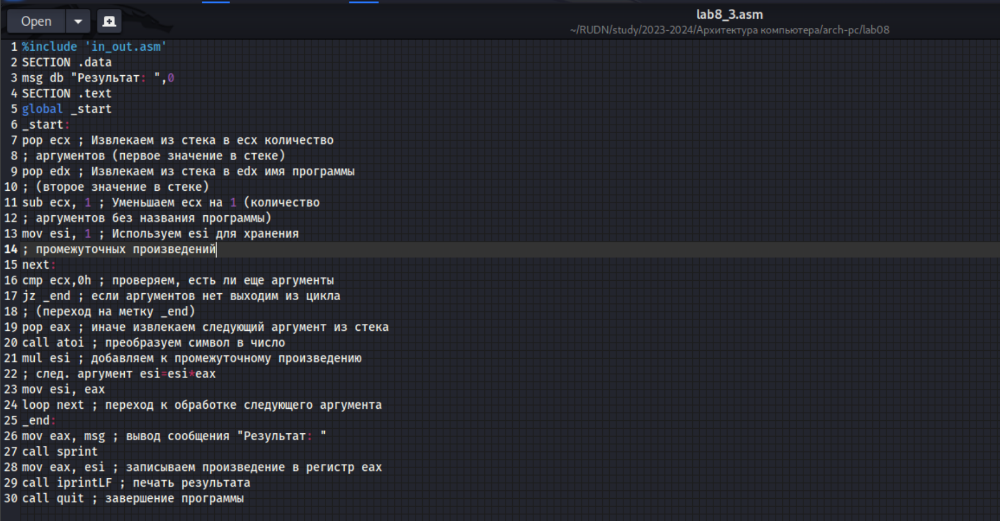 Open
lab8_3.asm
~/RUDN/study/2023-2024/Архитектура компьютера/arch-pc/lab08
1 %include 'in_out.asm'
2 SECTION .data
3 msg db "Результат: ",0
4 SECTION .text
5 global _start
6 _start:
7 pop ecx ; Извлекаем из стека в ecx количество
8 ; аргументов (первое значение в стеке)
9 pop edx ; Извлекаем из стека в edx имя программы
10 ; (второе значение в стеке)
11 sub ecx, 1 ; Уменьшаем ecx на 1 (количество
12 ; аргументов без названия программы)
13 mov esi, 1 ; Используем esi для хранения
14 ; промежуточных произведений
15 next:
16 cmp ecx,0h ; проверяем, есть ли еще аргументы
17 jz _end ; если аргументов нет выходим из цикла
18 ; (переход на метку _end)
19 pop eax ; иначе извлекаем следующий аргумент из стека
20 call atoi ; преобразуем символ в число
21 mul esi ; добавляем к промежуточному произведению
22 ; след. аргумент esi=esi*eax
23 mov esi, eax
24 loop next ; переход к обработке следующего аргумента
25 _end:
26 mov eax, msg ; вывод сообщения "Результат: "
27 call sprint
28 mov eax, esi ; записываем произведение в регистр eax
29 call iprintLF ; печать результата
30 call quit ; завершение программы